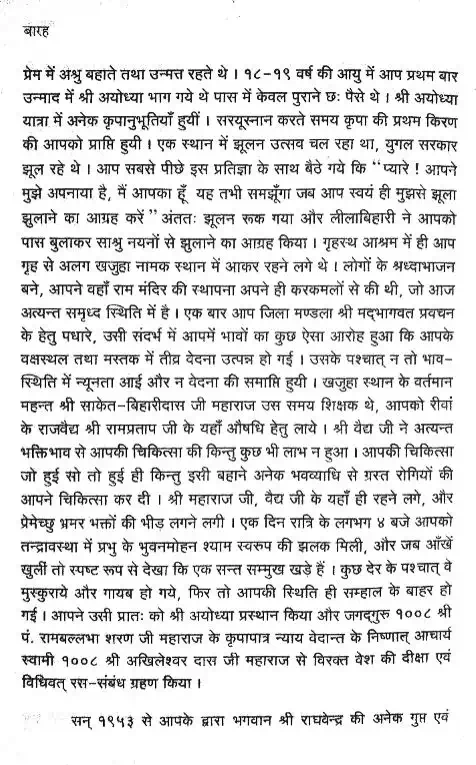 बारह
प्रेम में अश्रु बहाते तथा उन्मत्त रहते थे । १८-१९ वर्ष की आयु में आप प्रथम बार
उन्माद में श्री अयोध्या भाग गये थे पास में केवल पुराने छः पैसे थे । श्री अयोध्या
यात्रा में अनेक कृपानुभूतियाँ हुयीं । सरयूस्नान करते समय कृपा की प्रथम किरण
की आपको प्राप्ति हुयी । एक स्थान में झूलन उत्सव चल रहा था, युगल सरकार
झूल रहे थे । आप सबसे पीछे इस प्रतिज्ञा के साथ बैठे गये कि “प्यारे ! आपने
मुझे अपनाया है, मैं आपका हूँ यह तभी समझूँगा जब आप स्वयं ही मुझसे झूला
झुलाने का आग्रह करें” अंततः झूलन रूक गया और लीलाबिहारी ने आपको
पास बुलाकर साश्रु नयनों से झुलाने का आग्रह किया । गृहस्थ आश्रम में ही आप
गृह से अलग खजुहा नामक स्थान में आकर रहने लगे थे । लोगों के श्रध्दाभाजन
बने, आपने वहाँ राम मंदिर की स्थापना अपने ही करकमलों से की थी, जो आज
अत्यन्त समृध्द स्थिति में है । एक बार आप जिला मण्डला श्री मद्भागवत प्रवचन
के हेतु पधारे, उसी संदर्भ में आपमें भावों का कुछ ऐसा आरोह हुआ कि आपके
वक्षस्थल तथा मस्तक में तीव्र वेदना उत्पन्न हो गई । उसके पश्चात् न तो भाव-
स्थिति में न्यूनता आई और न वेदना की समाप्ति हुयी । खजुहा स्थान के वर्तमान
महन्त श्री साकेत-बिहारीदास जी महाराज उस समय शिक्षक थे, आपको रीवां
के राजवैद्य श्री रामप्रताप जी के यहाँ औषधि हेतु लाये । श्री वैद्य जी ने अत्यन्त
भक्तिभाव से आपकी चिकित्सा की किन्तु कुछ भी लाभ न हुआ । आपकी चिकित्सा
जो हुई सो तो हुई ही किन्तु इसी बहाने अनेक भवव्याधि से ग्रस्त रोगियों की
आपने चिकित्सा कर दी । श्री महाराज जी, वैद्य जी के यहाँ ही रहने लगे, और
प्रेमेच्छु भ्रमर भक्तों की भीड़ लगने लगी । एक दिन रात्रि के लगभग ४ बजे आपको
तन्द्रावस्था में प्रभु के भुवनमोहन श्याम स्वरुप की झलक मिली, और जब आँखें
खुलीं तो स्पष्ट रूप से देखा कि एक सन्त सम्मुख खड़े हैं । कुछ देर के पश्चात् वे
मुस्कुराये और गायब हो गये, फिर तो आपकी स्थिति ही सम्हाल के बाहर हो
गई । आपने उसी प्रातः को श्री अयोध्या प्रस्थान किया और जगद्गुरु १००८ श्री
पं. रामबल्लभा शरण जी महाराज के कृपापात्र न्याय वेदान्त के निष्णात् आचार्य
स्वामी १००८ श्री अखिलेश्वर दास जी महाराज से विरक्त वेश की दीक्षा एवं
विधिवत् रस-संबंध ग्रहण किया ।
सन् १९५३ से आपके द्वारा भगवान श्री राघवेन्द्र की अनेक गुप्त एवं